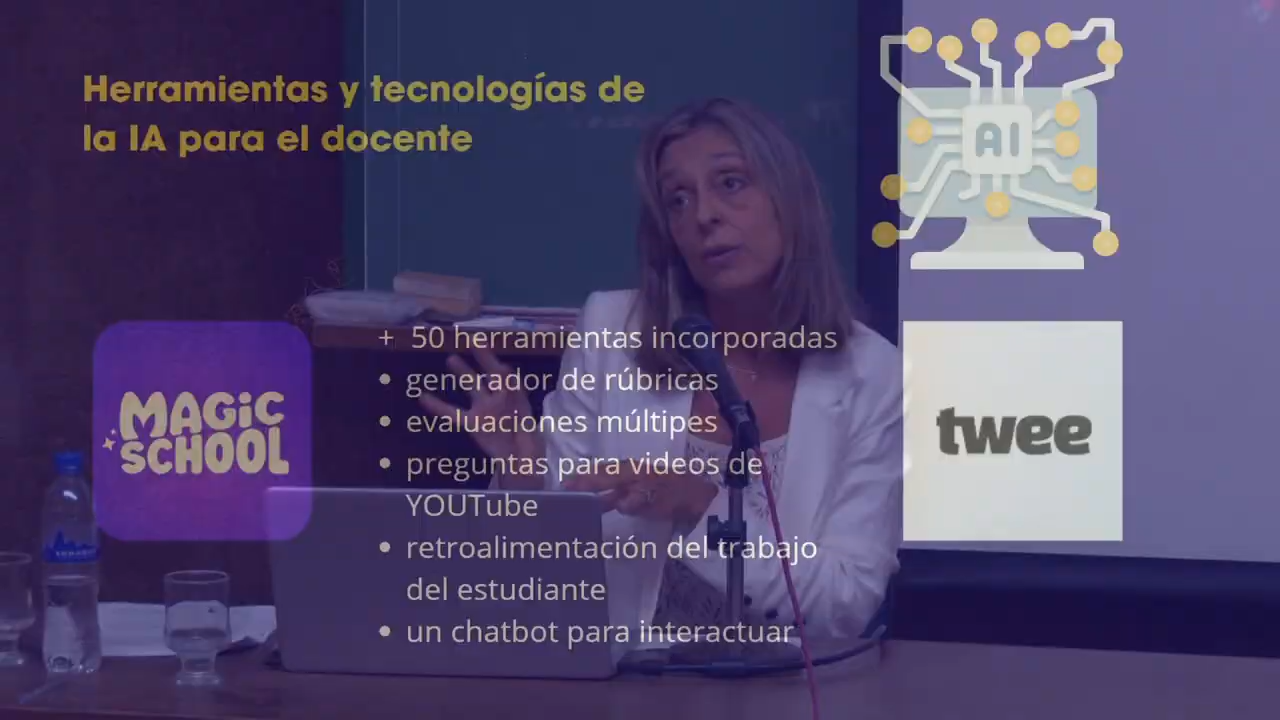 Herramientas y tecnologías de
la IA para el docente
AI
MAGIC
SCHOOL
+ 50 herramientas incorporadas
• generador de rúbricas
• evaluaciones múltipes
• preguntas para videos de
YOUTube
• retroalimentación del trabajo
del estudiante
• un chatbot para interactuar
twee